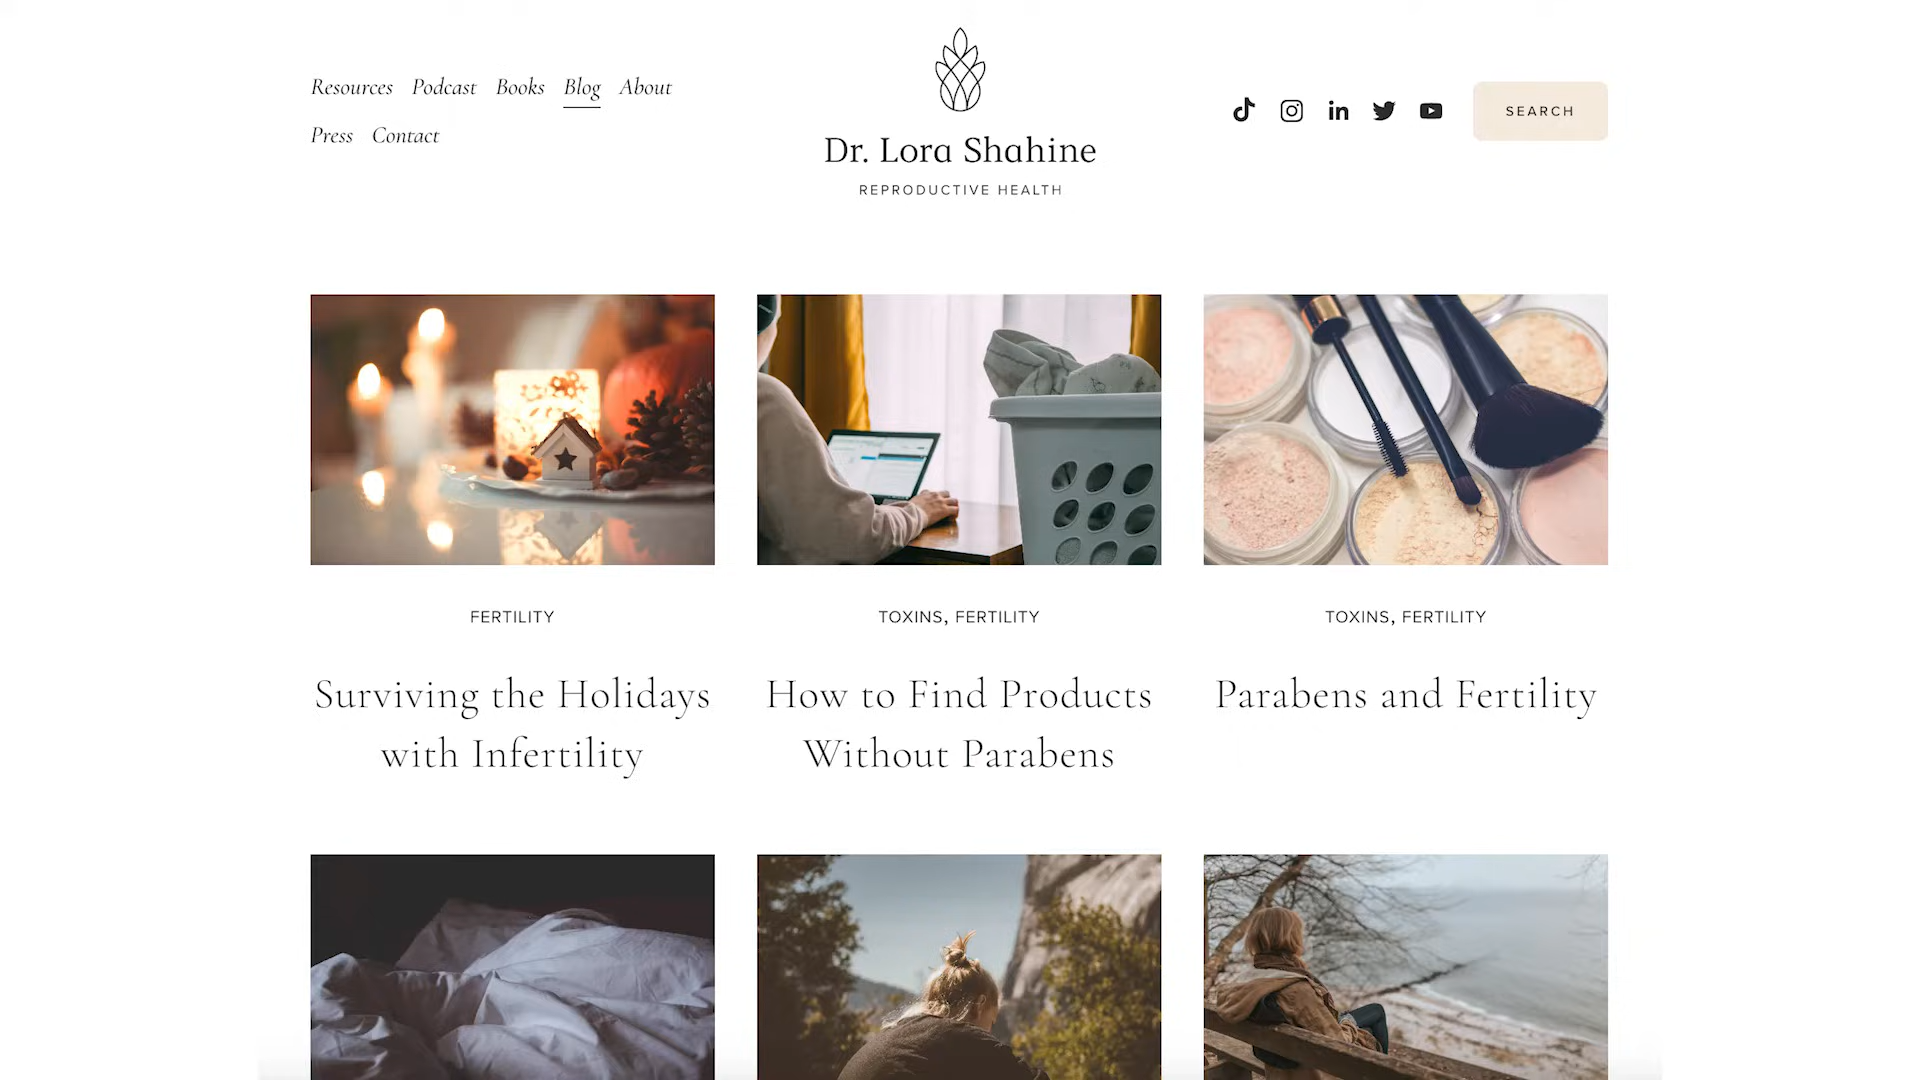 Resources Podcast Books Blog About
Press Contact
Dr. Lora Shahine
REPRODUCTIVE HEALTH
SEARCH
FERTILITY
Surviving the Holidays
with Infertility
TOXINS, FERTILITY
How to Find Products
Without Parabens
TOXINS, FERTILITY
Parabens and Fertility